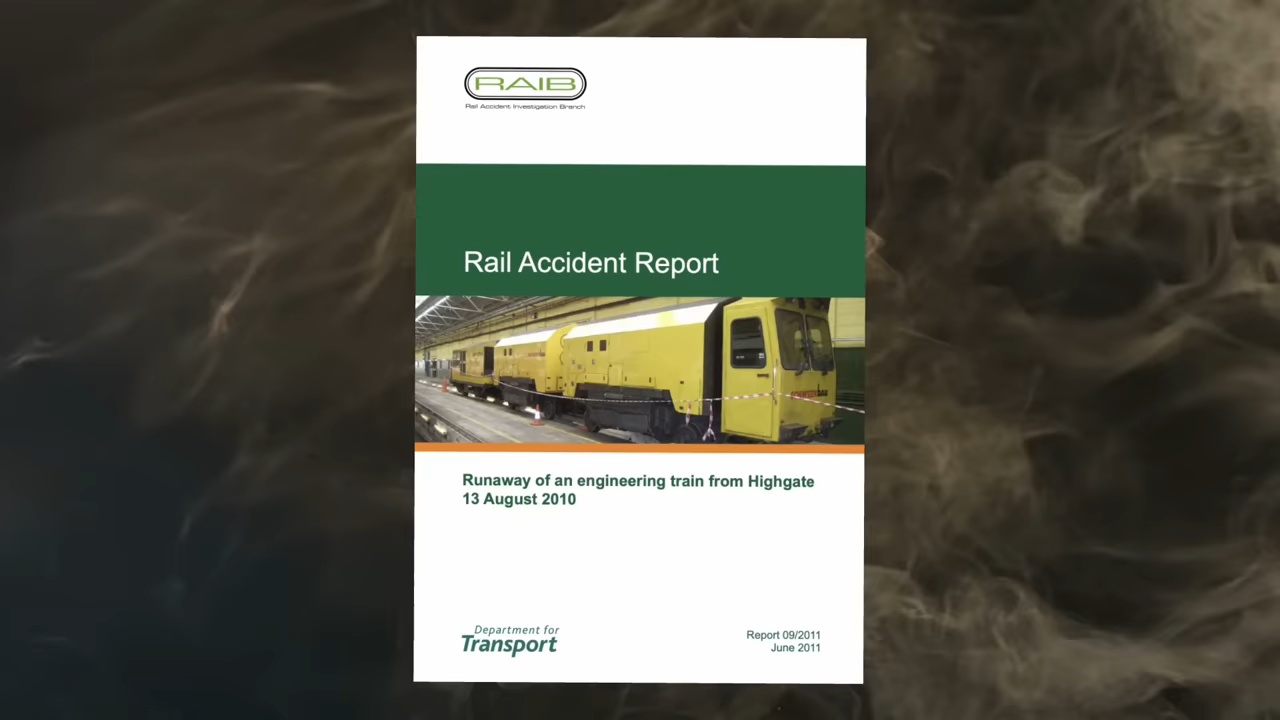 RAIB
Rail Accident Investigation Branch
Rail Accident Report
Runaway of an engineering train from Highgate
13 August 2010
Department for
Transport
Report 09/2011
June 2011